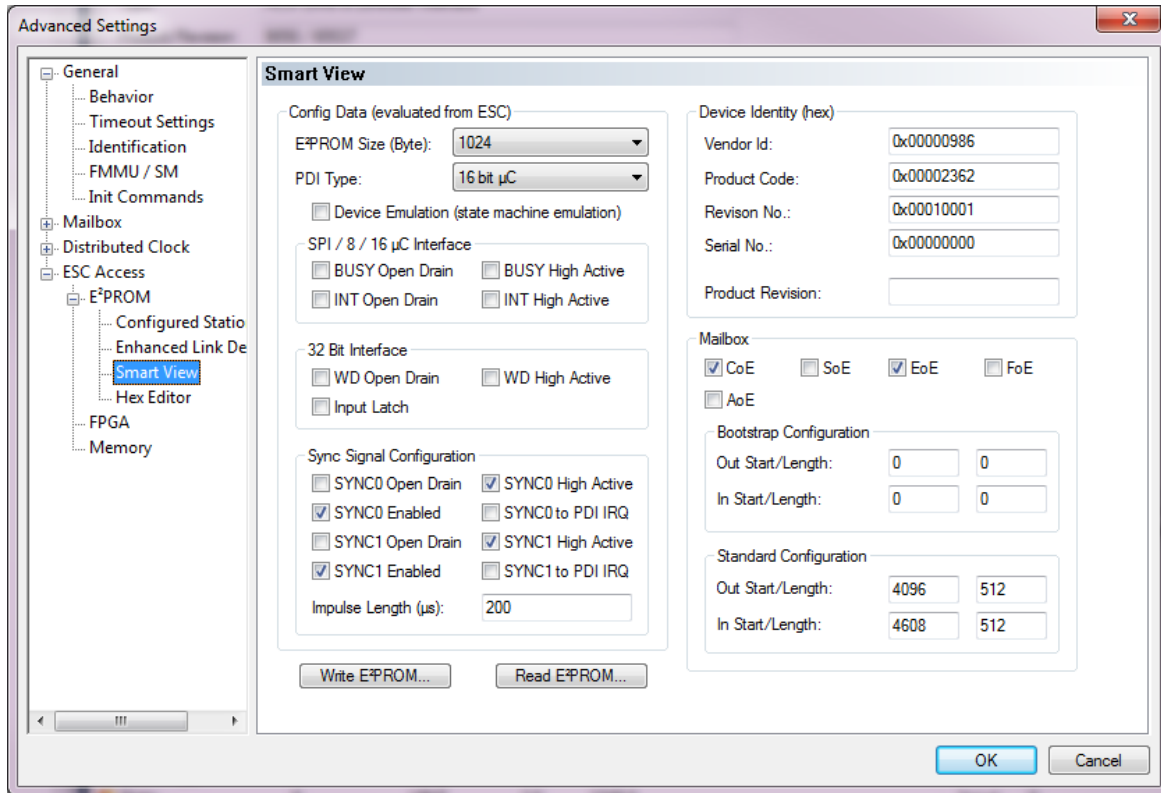 Advanced Settings
General
Behavior
Timeout Settings
Identification
FMMU / SM
Init Commands
Mailbox
Distributed Clock
ESC Access
E²PROM
Configured Statio
Enhanced Link De
Smart View
Hex Editor
FPGA
Memory
Smart View
Config Data (evaluated from ESC)
E²PROM Size (Byte): 1024
PDI Type: 16 bit µC
Device Emulation (state machine emulation)
SPI / 8 / 16 µC Interface
BUSY Open Drain BUSY High Active
INT Open Drain INT High Active
32 Bit Interface
WD Open Drain WD High Active
Input Latch
Sync Signal Configuration
SYNC0 Open Drain SYNC0 High Active
SYNC0 Enabled SYNC0 to PDI IRQ
SYNC1 Open Drain SYNC1 High Active
SYNC1 Enabled SYNC1 to PDI IRQ
Impulse Length (µs): 200
Write E²PROM... Read E²PROM...
Device Identity (hex)
Vendor Id: 0x00000986
Product Code: 0x00002362
Revison No.: 0x00010001
Serial No.: 0x00000000
Product Revision:
Mailbox
CoE SoE EoE FoE
AoE
Bootstrap Configuration
Out Start/Length: 0 0
In Start/Length: 0 0
Standard Configuration
Out Start/Length: 4096 512
In Start/Length: 4608 512
OK Cancel